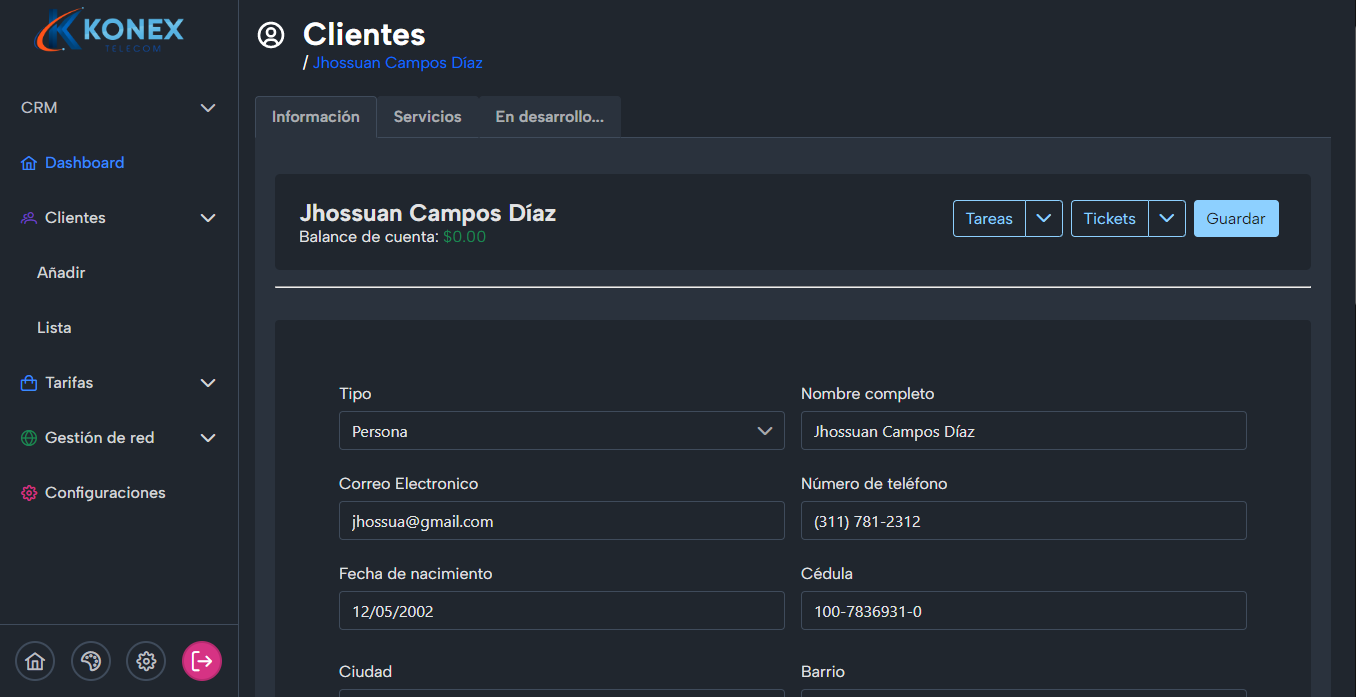 KONEX
TELECOM
CRM
Dashboard
Clientes
Añadir
Lista
Tarifas
Gestión de red
Configuraciones
Clientes
/ Jhossuan Campos Díaz
Información Servicios En desarrollo...
Jhossuan Campos Díaz
Balance de cuenta: $0.00
Tareas Tickets Guardar
Tipo Nombre completo
Persona Jhossuan Campos Díaz
Correo Electronico Número de teléfono
jhossua@gmail.com (311) 781-2312
Fecha de nacimiento Cédula
12/05/2002 100-7836931-0
Ciudad Barrio